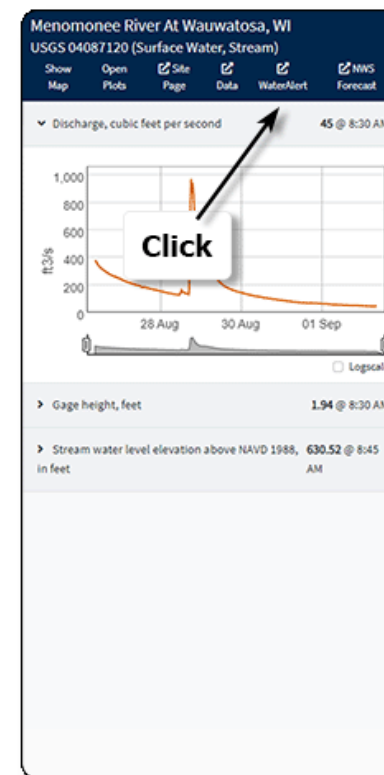 Menomonee River At Wauwatosa, WI
USGS 04087120 (Surface Water, Stream)
Show Open Site NWS
Map Plots Page Data WaterAlert Forecast
Discharge, cubic feet per second 45 @ 8:30 AM
1,000
800
600
400
200
0
ft3/s
Click
28 Aug 30 Aug 01 Sep
Logscal
Gage height, feet 1.94 @ 8:30 AM
Stream water level elevation above NAVD 1988, 630.52 @ 8:45
in feet AM